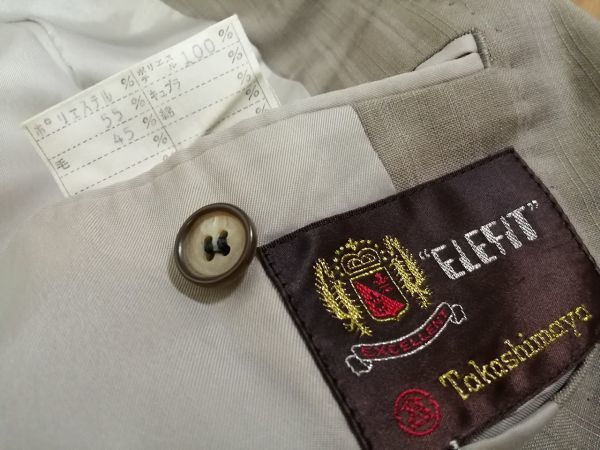 ポリエステル 55%
毛 45%
%
ポリエステル 100%
キュプラ %
綿 %
%
"ELEFIT"
EXCELLENT
Takashimaya